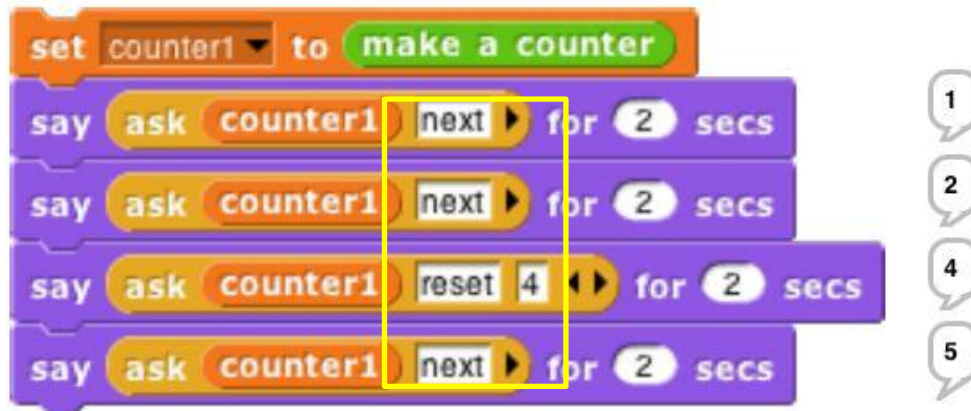 set counter1 to make a counter
say ask counter1 next for 2 secs 1
say ask counter1 next for 2 secs 2
say ask counter1 reset 4 for 2 secs 4
say ask counter1 next for 2 secs 5